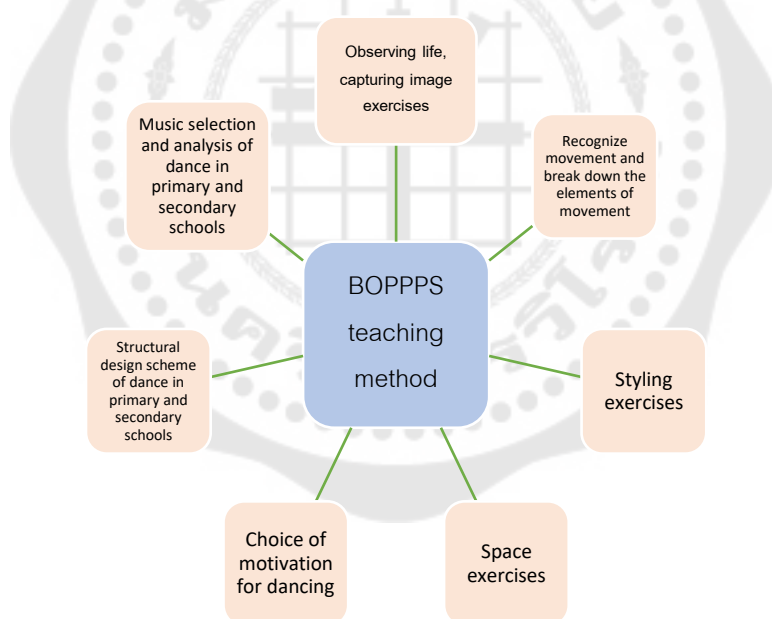 Observing life,
capturing image
exercises
Recognize
movement and
break down the
elements of
movement
Styling
exercises
Space
exercises
Choice of
motivation
for dancing
Structural
design scheme
of dance in
primary and
secondary
schools
Music selection
and analysis of
dance in
primary and
secondary
schools
BOPPPS
teaching
method